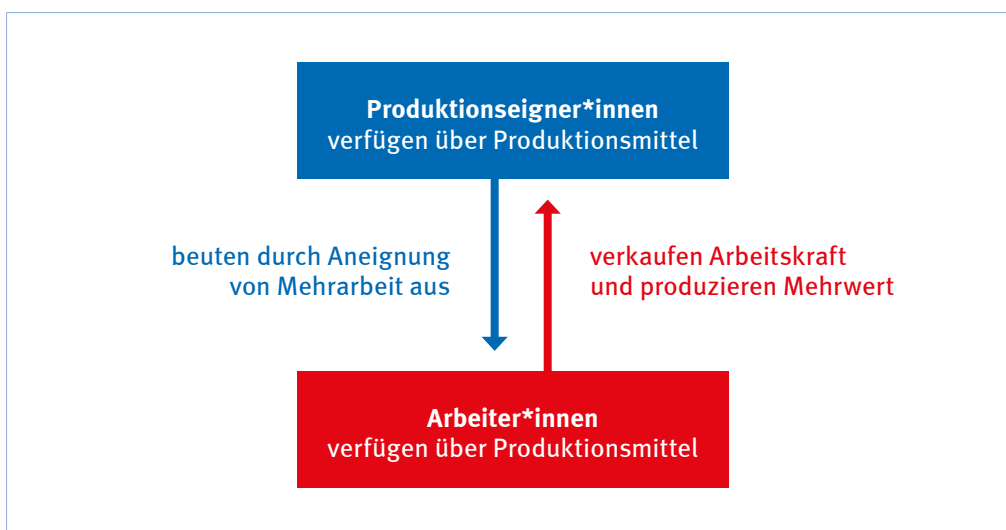 Produktionseigner*innen
verfügen über Produktionsmittel
beuten durch Aneignung
von Mehrarbeit aus
verkaufen Arbeitskraft
und produzieren Mehrwert
Arbeiter*innen
verfügen über Produktionsmittel